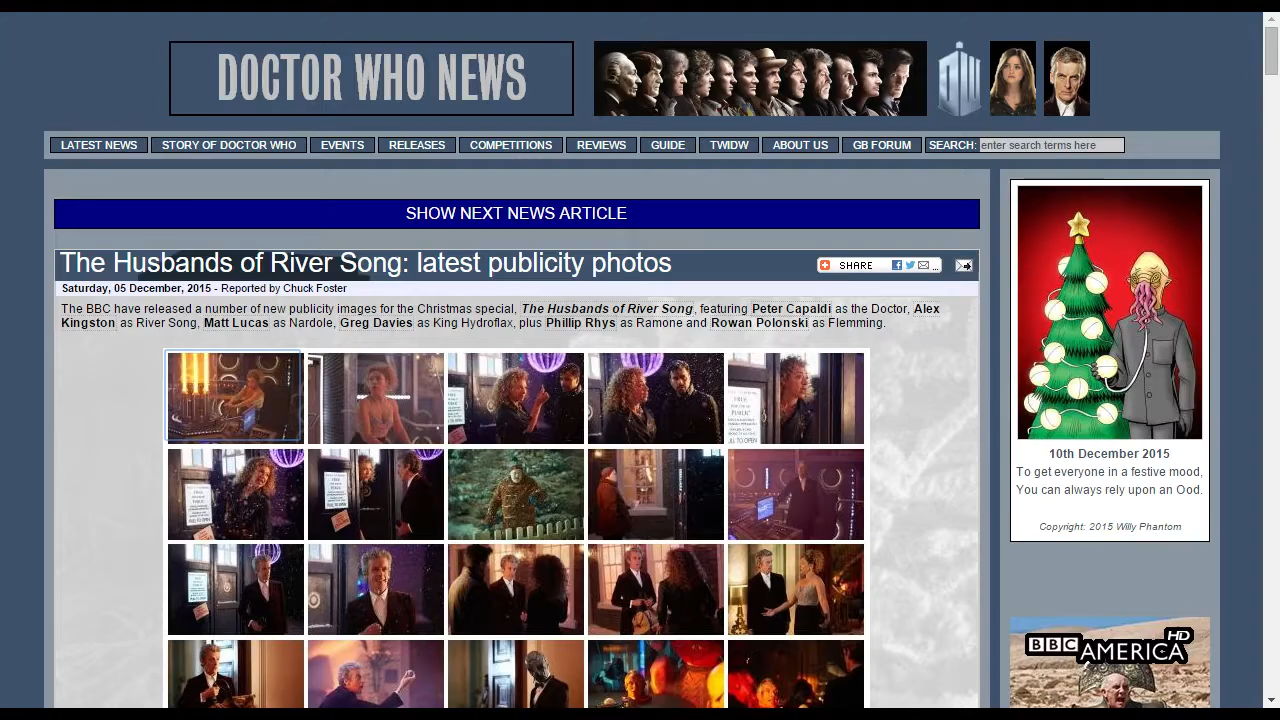 DOCTOR WHO NEWS
DW
LATEST NEWS
STORY OF DOCTOR WHO
EVENTS
RELEASES
COMPETITIONS
REVIEWS
GUIDE
TWIDW
ABOUT US
GB FORUM
SEARCH: enter search terms here
SHOW NEXT NEWS ARTICLE
The Husbands of River Song: latest publicity photos
SHARE ...
Saturday, 05 December, 2015 - Reported by Chuck Foster
The BBC have released a number of new publicity images for the Christmas special, The Husbands of River Song, featuring Peter Capaldi as the Doctor, Alex
Kingston as River Song, Matt Lucas as Nardole, Greg Davies as King Hydroflax, plus Phillip Rhys as Ramone and Rowan Polonski as Flemming.
10th December 2015
To get everyone in a festive mood,
You can always rely upon an Ood.
Copyright: 2015 Willy Phantom
BBC AMERICA HD